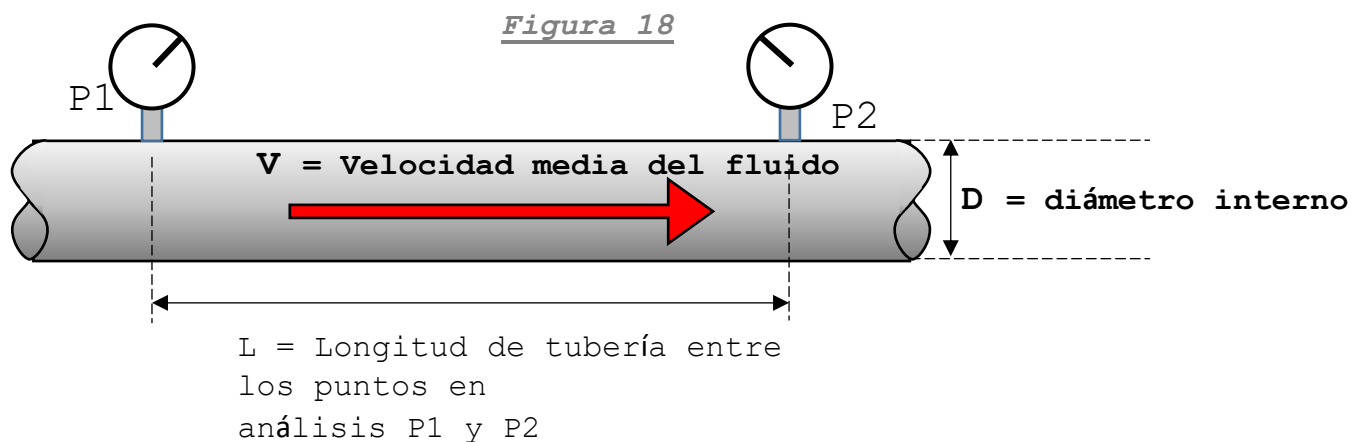 Figura 18
P1
P2
V = Velocidad media del fluido
D = diámetro interno
L = Longitud de tubería entre
los puntos en
análisis P1 y P2